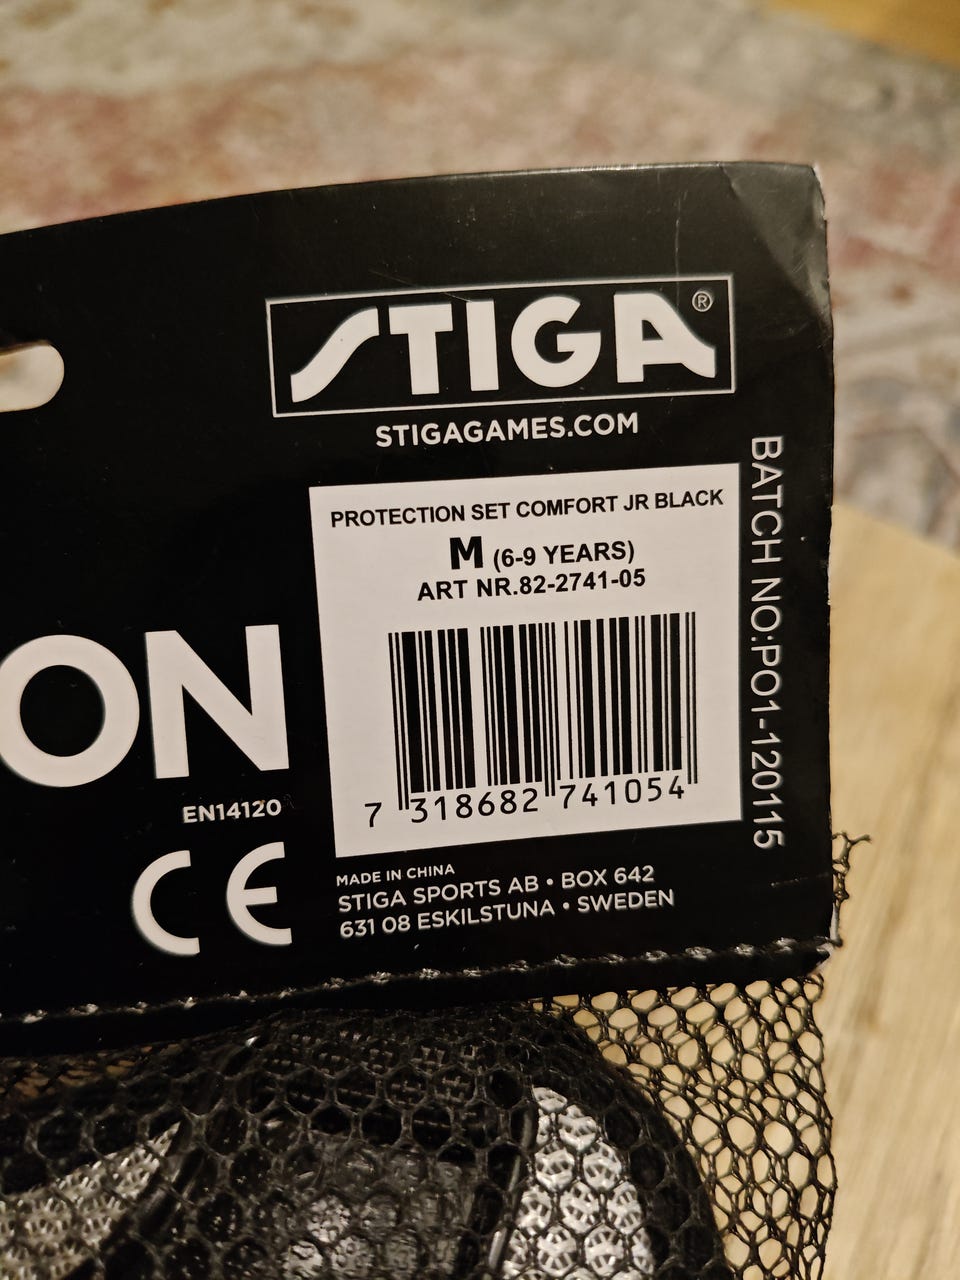 STIGA®
STIGAGAMES.COM
PROTECTION SET COMFORT JR BLACK
M (6-9 YEARS)
ART NR.82-2741-05
7 318682 741054
BATCH NO:PO1-120115
ON
EN14120
CE
MADE IN CHINA
STIGA SPORTS AB • BOX 642
631 08 ESKILSTUNA • SWEDEN